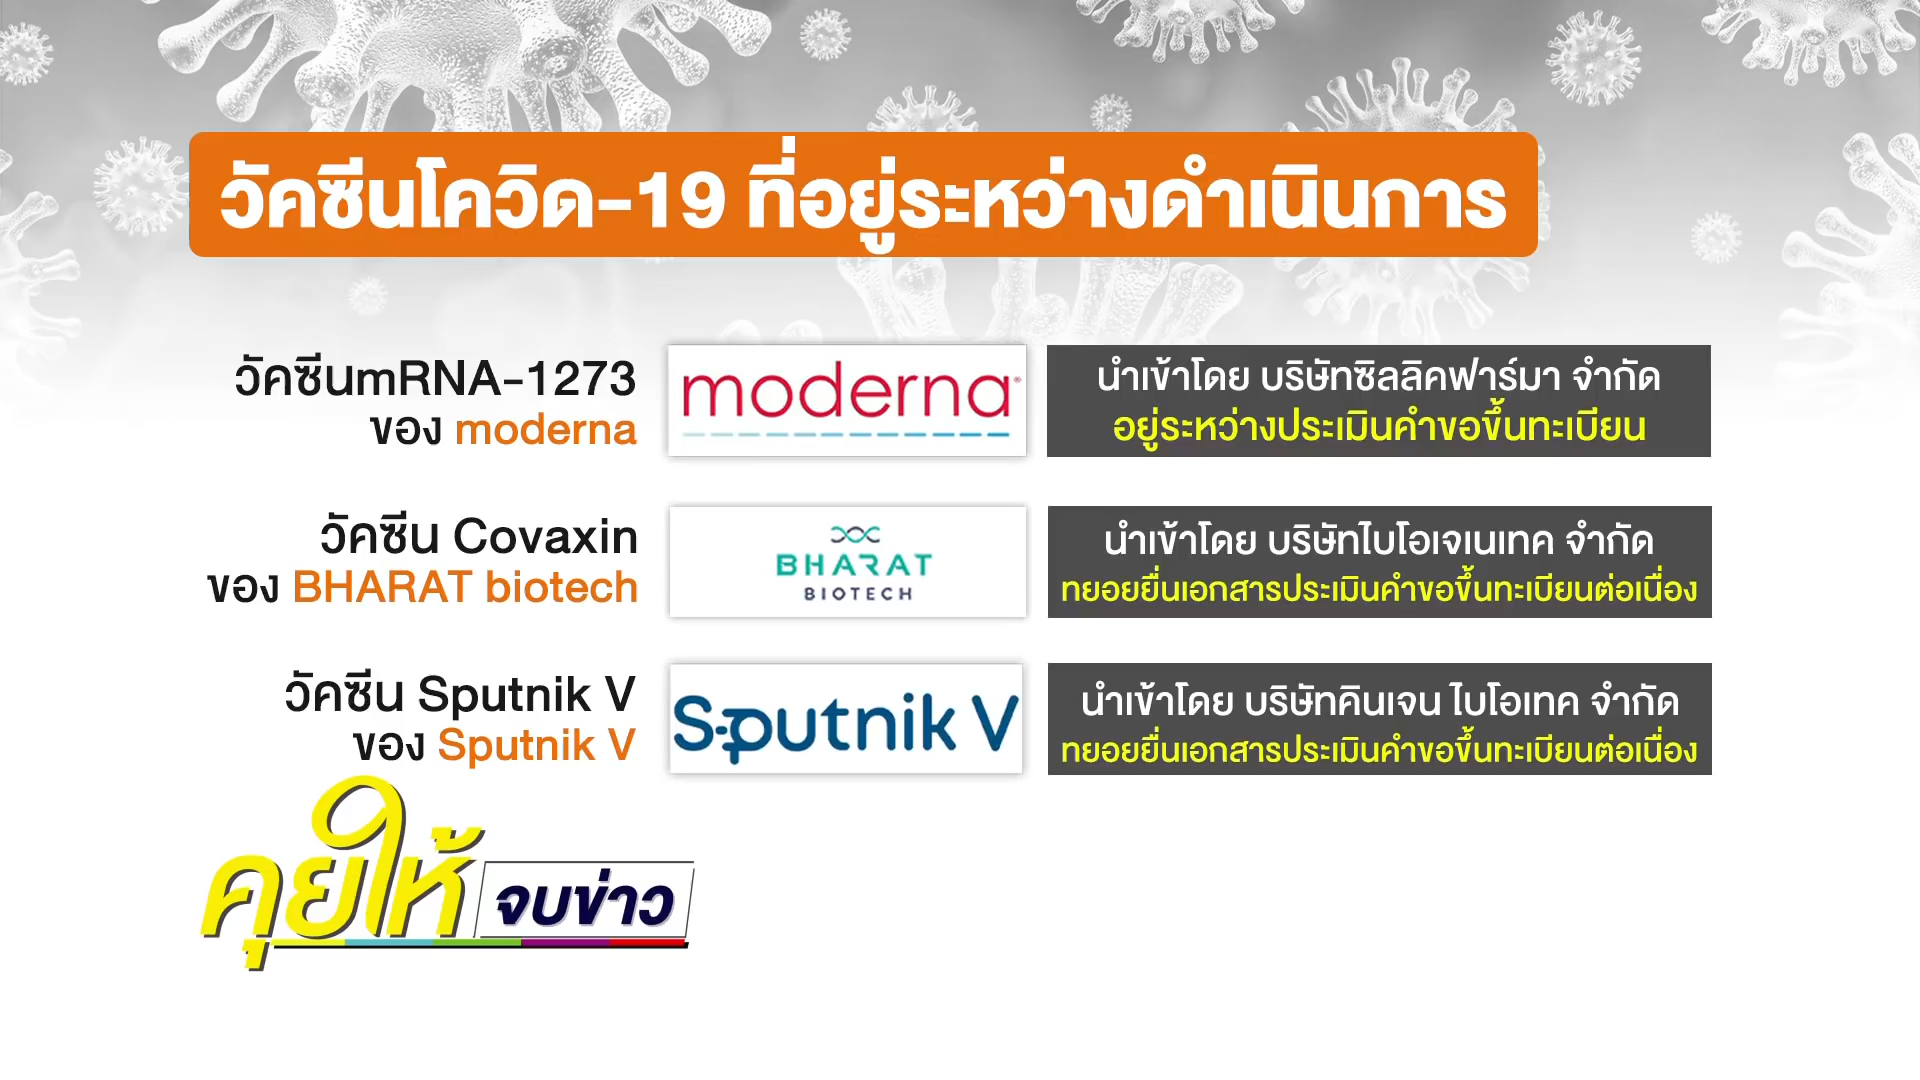 วัคซีนโควิด-19 ที่อยู่ระหว่างดำเนินการ
วัคซีนmRNA-1273
ของ moderna
moderna
นำเข้าโดย บริษัทซิลลิคฟาร์มา จำกัด
อยู่ระหว่างประเมินคำขอขึ้นทะเบียน
วัคซีน Covaxin
ของ BHARAT biotech
BHARAT
BIOTECH
นำเข้าโดย บริษัทไบโอเจเนเทค จำกัด
ทยอยยื่นเอกสารประเมินคำขอขึ้นทะเบียนต่อเนื่อง
วัคซีน Sputnik V
ของ Sputnik V
Sputnik V
นำเข้าโดย บริษัทคินเจน ไบโอเทค จำกัด
ทยอยยื่นเอกสารประเมินคำขอขึ้นทะเบียนต่อเนื่อง
คุยให้จบข่าว